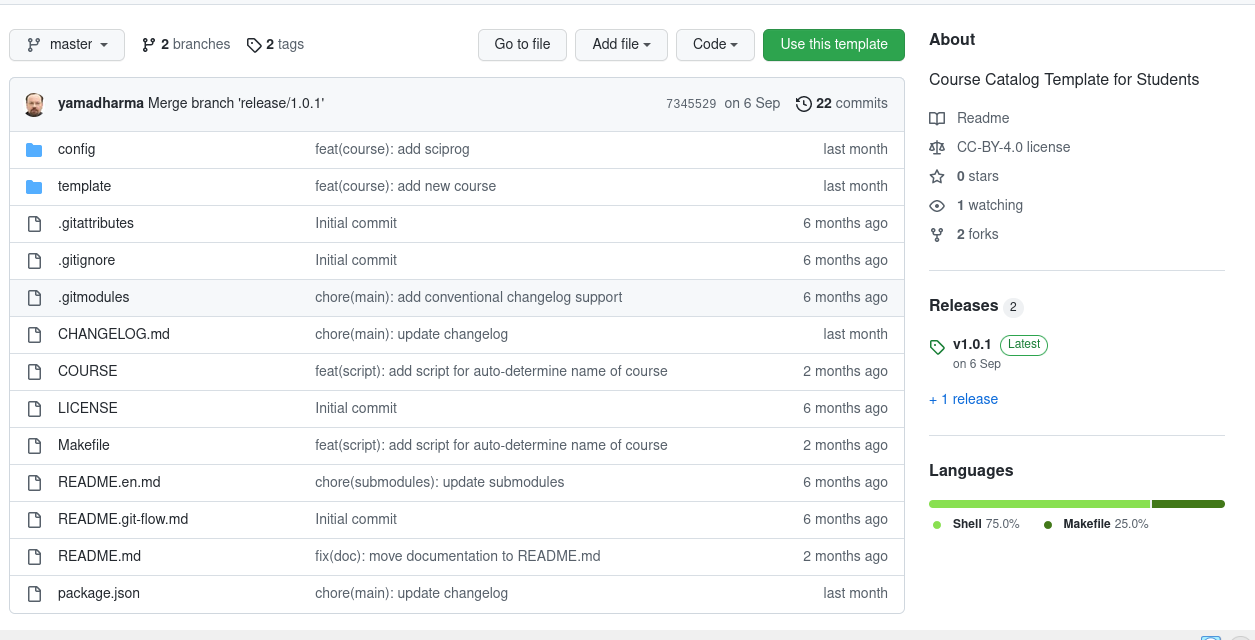 master 2 branches 2 tags Go to file Add file Code Use this template
yamadharma Merge branch 'release/1.0.1' 7345529 on 6 Sep 22 commits
config feat(course): add sciprog last month
template feat(course): add new course last month
.gitattributes Initial commit 6 months ago
.gitignore Initial commit 6 months ago
.gitmodules chore(main): add conventional changelog support 6 months ago
CHANGELOG.md chore(main): update changelog last month
COURSE feat(script): add script for auto-determine name of course 2 months ago
LICENSE Initial commit 6 months ago
Makefile feat(script): add script for auto-determine name of course 2 months ago
README.en.md chore(submodules): update submodules 6 months ago
README.git-flow.md Initial commit 6 months ago
README.md fix(doc): move documentation to README.md 2 months ago
package.json chore(main): update changelog last month
About
Course Catalog Template for Students
Readme
CC-BY-4.0 license
0 stars
1 watching
2 forks
Releases 2
v1.0.1 Latest
on 6 Sep
+ 1 release
Languages
Shell 75.0% Makefile 25.0%